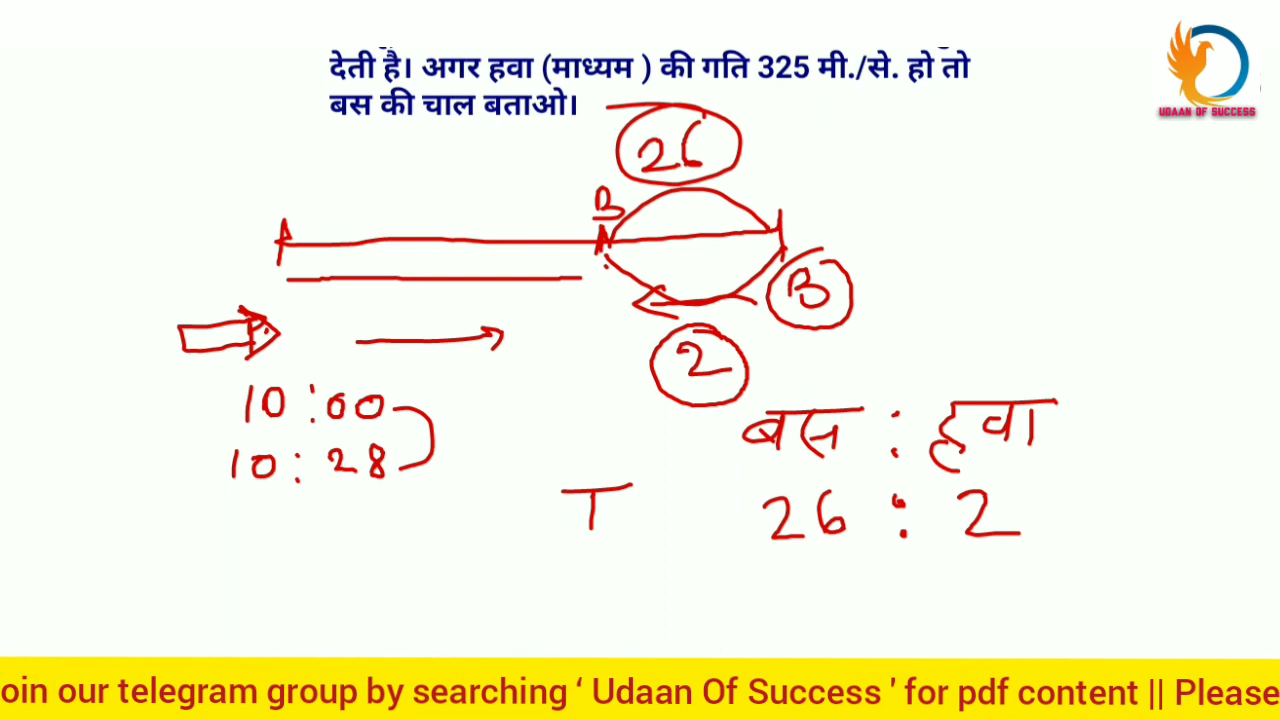 देती है। अगर हवा (माध्यम ) की गति 325 मी./से. हो तो
बस की चाल बताओ।
UDAAN OF SUCCESS
26
B
A
B
2
10:00
10:28
बस : हवा
T 26 : 2
oin our telegram group by searching ‘ Udaan Of Success ' for pdf content || Please